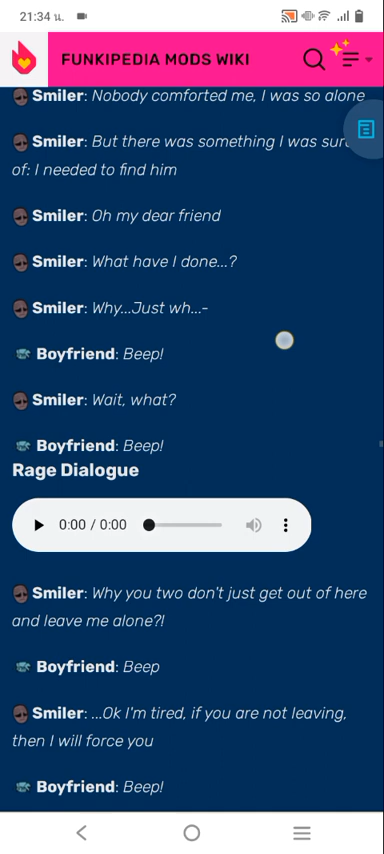 21:34 น.
FUNKIPEDIA MODS WIKI
Smiler: Nobody comforted me, I was so alone
Smiler: But there was something I was sure
of: I needed to find him
Smiler: Oh my dear friend
Smiler: What have I done...?
Smiler: Why...Just wh...-
Boyfriend: Beep!
Smiler: Wait, what?
Boyfriend: Beep!
Rage Dialogue
0:00 / 0:00
Smiler: Why you two don't just get out of here
and leave me alone?!
Boyfriend: Beep
Smiler: ...Ok I'm tired, if you are not leaving,
then I will force you
Boyfriend: Beep!